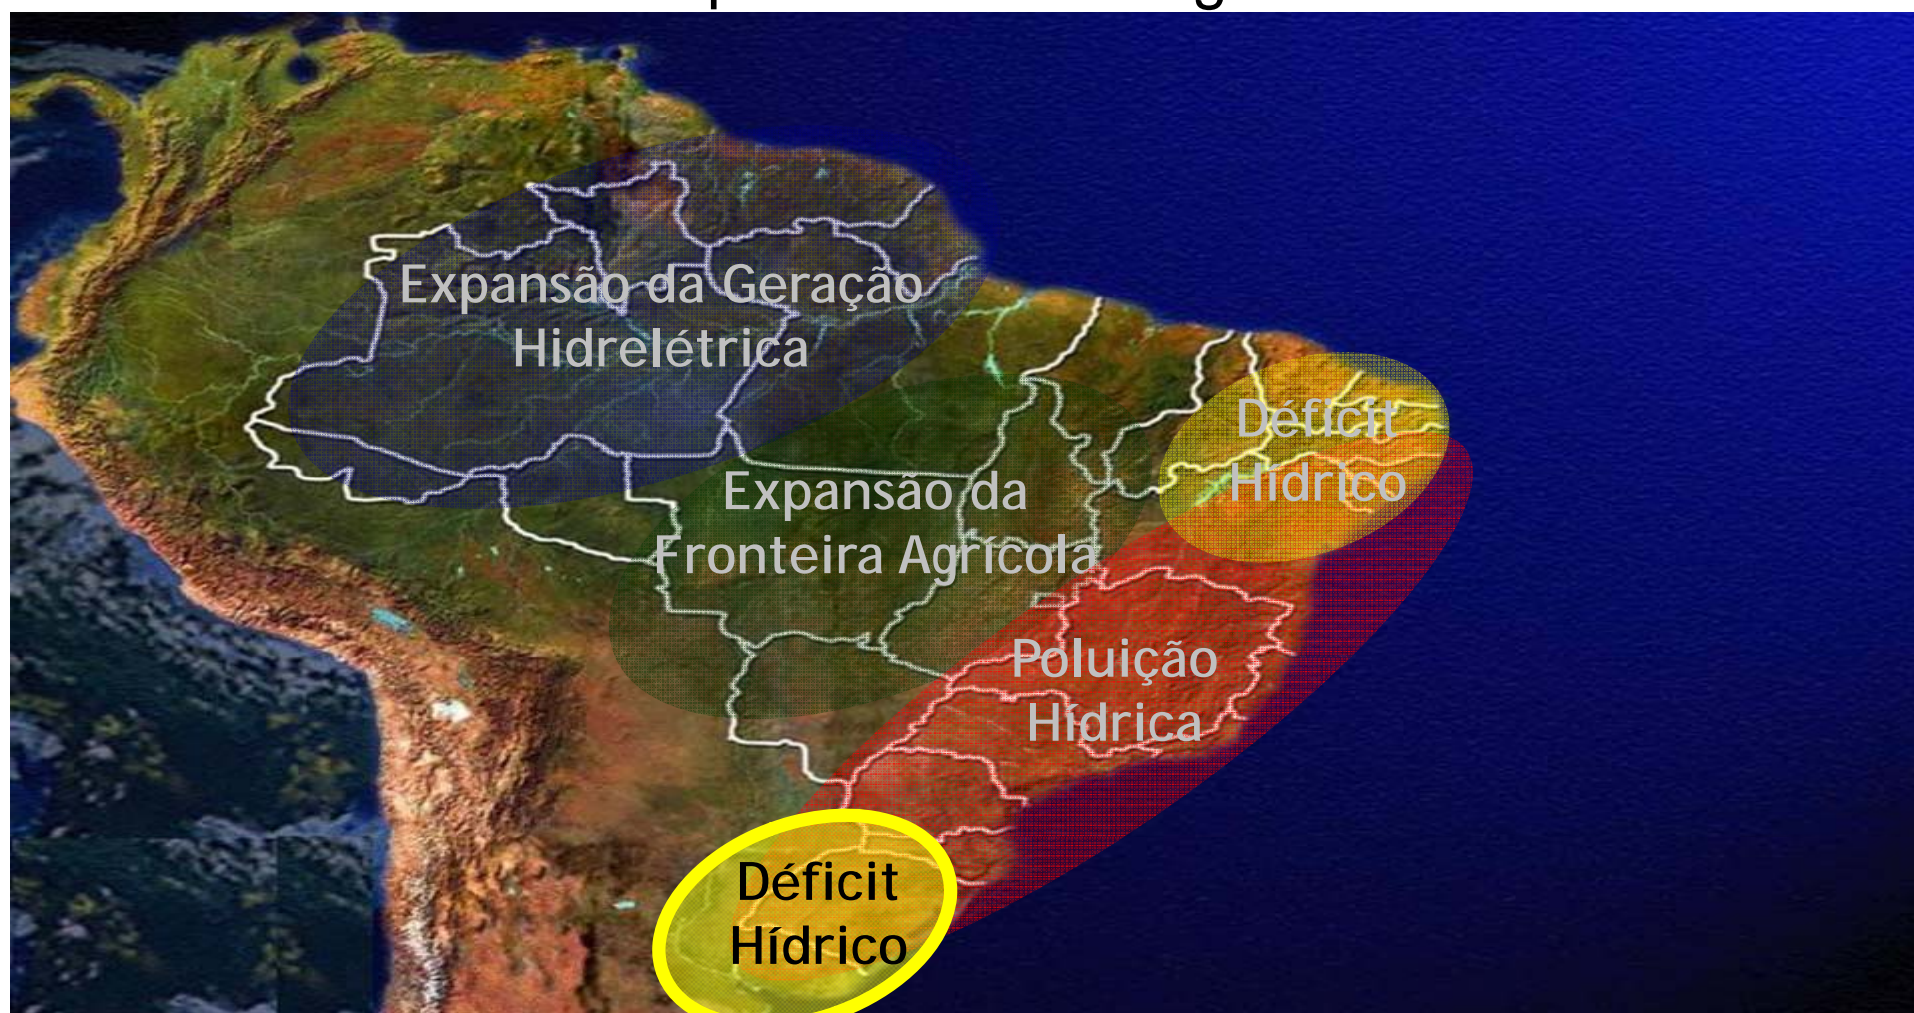 Expansão da Geração
Hidrelétrica
Déficit
Hídrico
Expansão da
Fronteira Agrícola
Poluição
Hídrica
Déficit
Hídrico